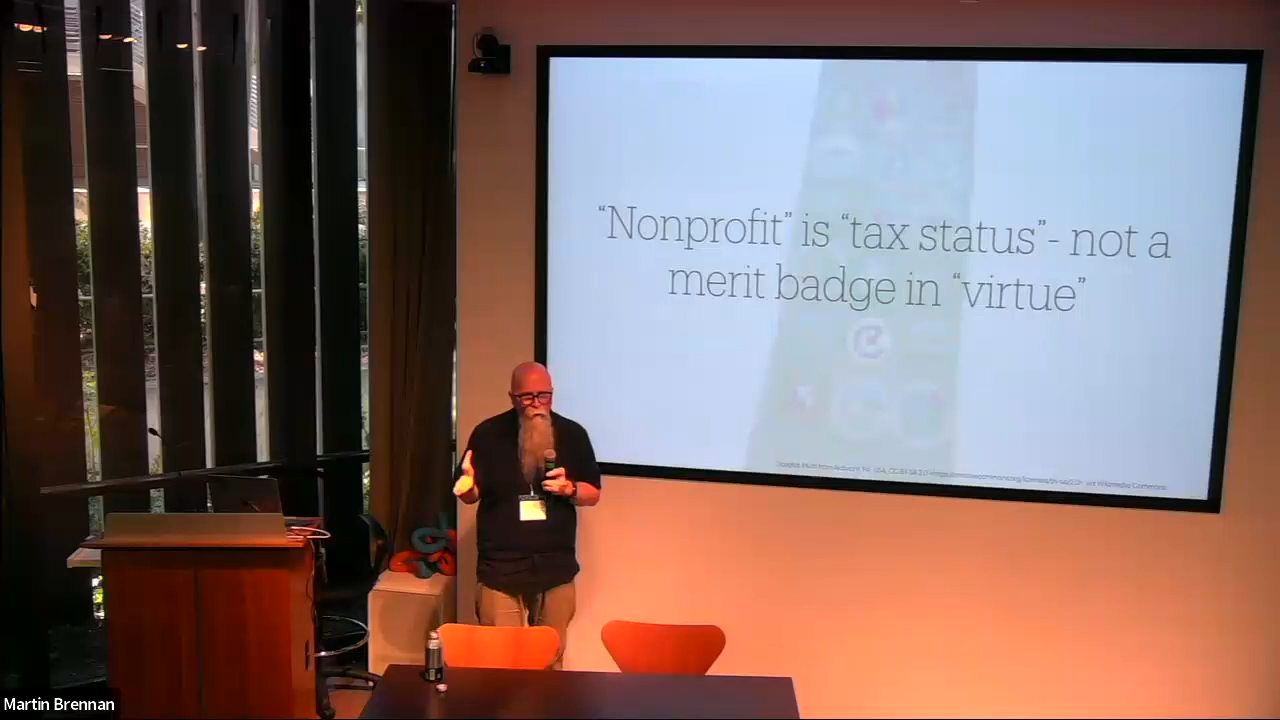 “Nonprofit” is “tax status”- not a
merit badge in “virtue”
Martin Brennan